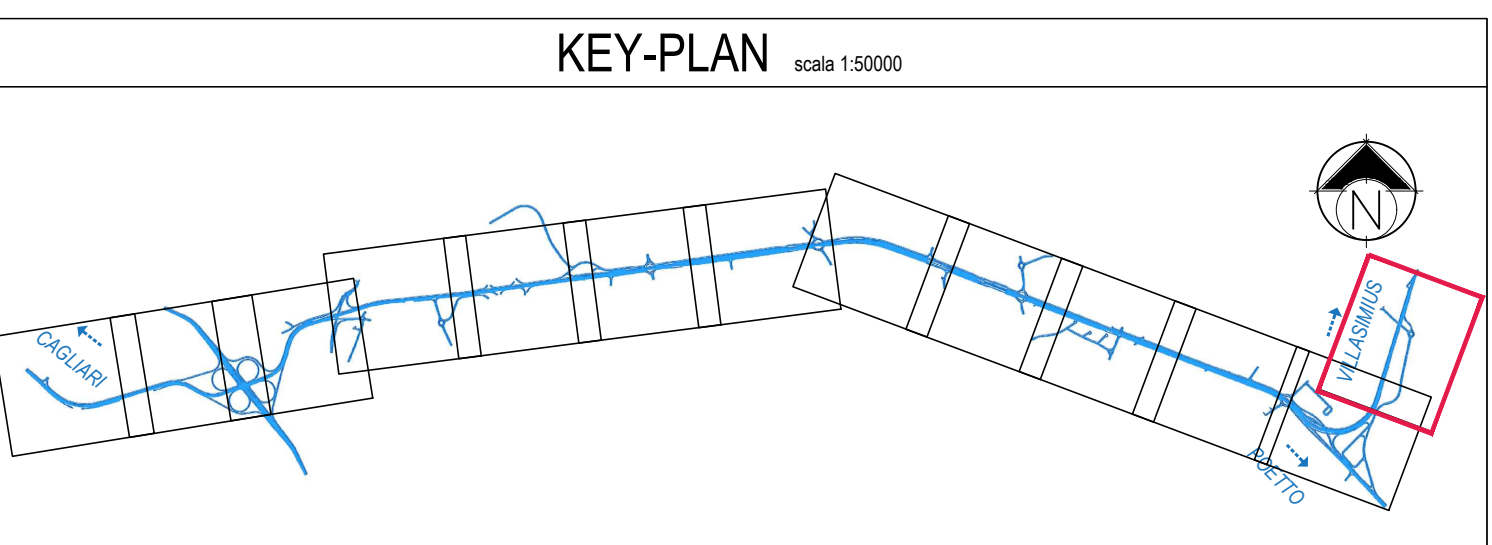 KEY-PLAN scala 1:50000
N
CAGLIARI
VILLASIMIUS
POETTO